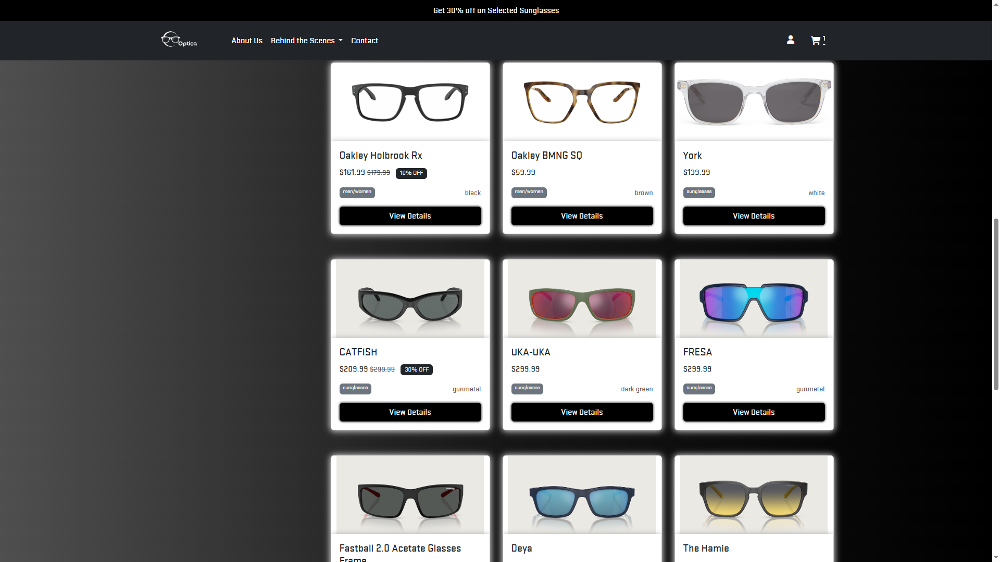 Get 30% off on Selected Sunglasses
Optica
About Us
Behind the Scenes
Contact
1
Oakley Holbrook Rx
$161.99 $179.99 10% OFF
men/women
black
View Details
Oakley BMNG SQ
$59.99
men/women
brown
View Details
York
$139.99
sunglasses
white
View Details
CATFISH
$209.99 $299.99 30% OFF
sunglasses
gunmetal
View Details
UKA-UKA
$299.99
sunglasses
dark green
View Details
FRESA
$299.99
sunglasses
gunmetal
View Details
Fastball 2.0 Acetate Glasses
Frame
Deya
The Hamie